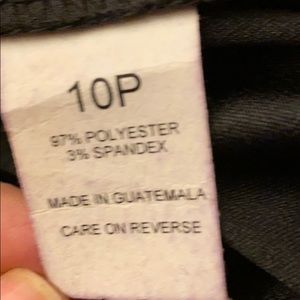 10P
97% POLYESTER
3% SPANDEX
MADE IN GUATEMALA
CARE ON REVERSE